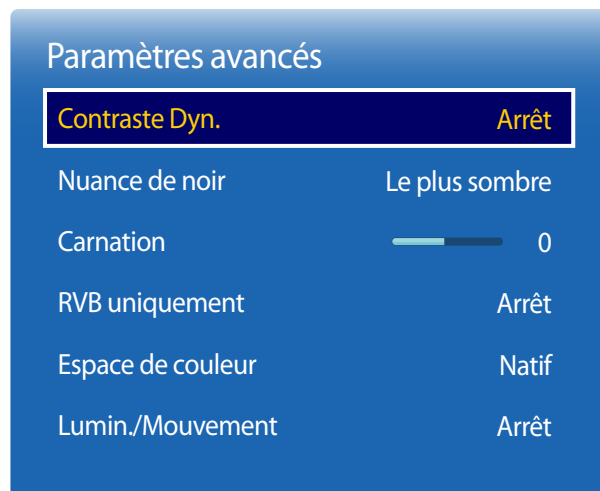 Paramètres avancés
Contraste Dyn. Arrêt
Nuance de noir Le plus sombre
Carnation 0
RVB uniquement Arrêt
Espace de couleur Natif
Lumin./Mouvement Arrêt